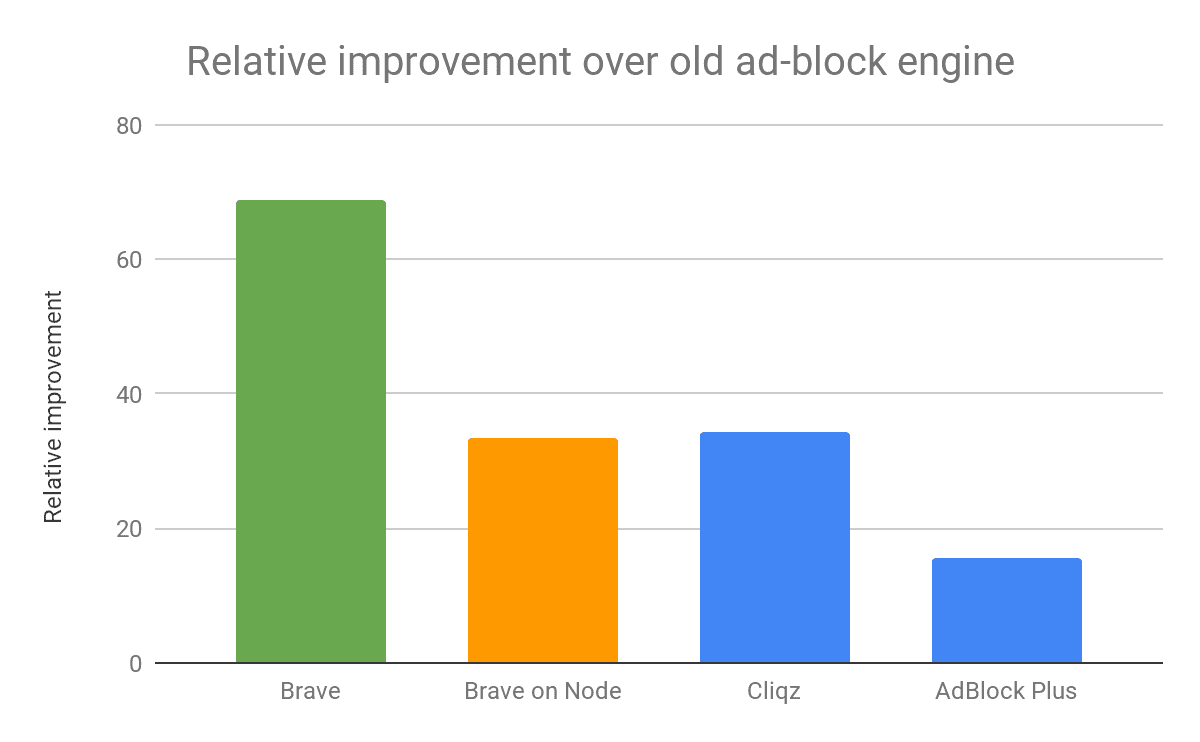 Relative improvement over old ad-block engine
Relative improvement
80
60
40
20
0
Brave
Brave on Node
Cliqz
AdBlock Plus